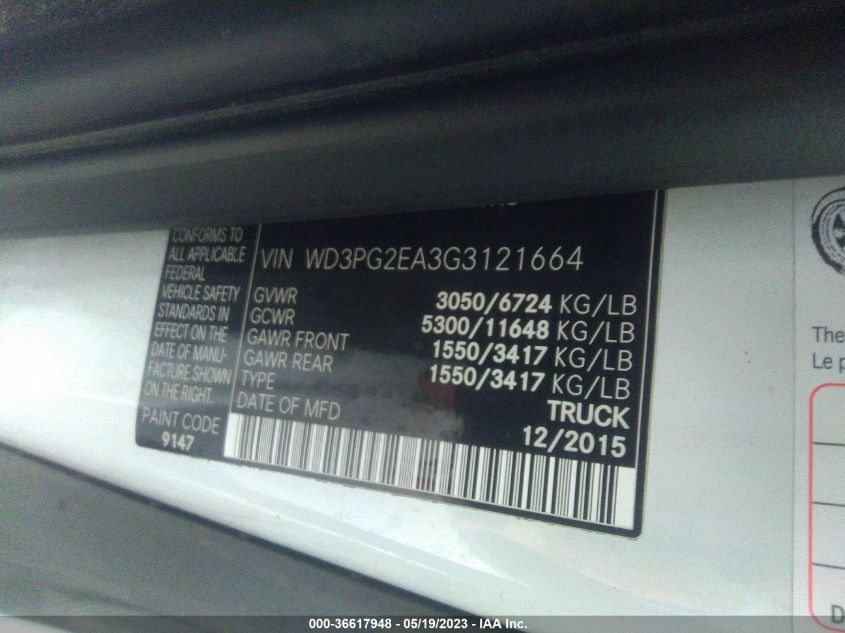 CONFORMS TO
ALL APPLICABLE
FEDERAL
VEHICLE SAFETY
STANDARDS IN
EFFECT ON THE
DATE OF MANU-
FACTURE SHOWN
ON THE RIGHT.
PAINT CODE
9147
VIN WD3PG2EA3G3121664
GVWR 3050/6724 KG/LB
GCWR 5300/11648 KG/LB
GAWR FRONT 1550/3417 KG/LB
GAWR REAR 1550/3417 KG/LB
TYPE TRUCK
DATE OF MFD 12/2015
The
Le p
D
000-36617948 - 05/19/2023 - IAA Inc.